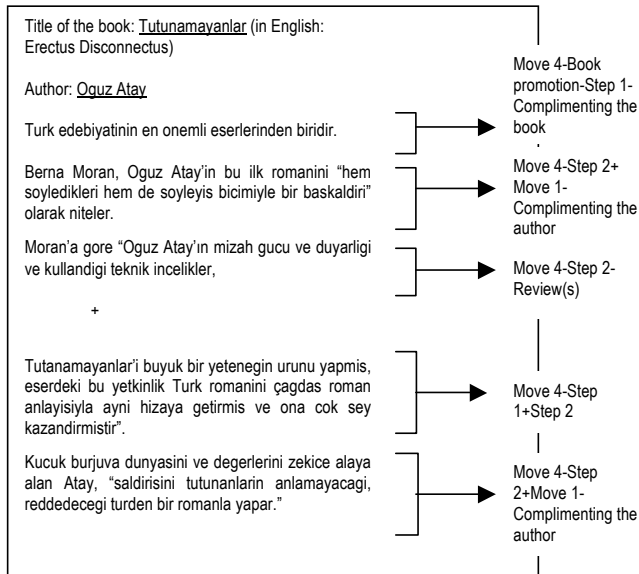 Title of the book: Tutunamayanlar (in English:
Erectus Disconnectus)
Author: Oguz Atay
Turk edebiyatinin en onemli eserlerinden biridir.
Move 4-Book
promotion-Step 1-
Complimenting the
book
Berna Moran, Oguz Atay'in bu ilk romanini “hem
soyledikleri hem de soyleyis bicimiyle bir baskaldiri”
olarak niteler.
Move 4-Step 2+
Move 1-
Complimenting the
author
Moran'a gore “Oguz Atay'ın mizah gucu ve duyarligi
ve kullandigi teknik incelikler,
Move 4-Step 2-
Review(s)
+
Tutanamayanlar'i buyuk bir yetenegin urunu yapmis,
eserdeki bu yetkinlik Turk romanini çagdas roman
anlayisiyla ayni hizaya getirmis ve ona cok sey
kazandirmistir”.
Move 4-Step
1+Step 2
Kucuk burjuva dunyasini ve degerlerini zekice alaya
alan Atay, “saldirisini tutunanlarin anlamayacagi,
reddedecegi turden bir romanla yapar.”
Move 4-Step
2+Move 1-
Complimenting the
author